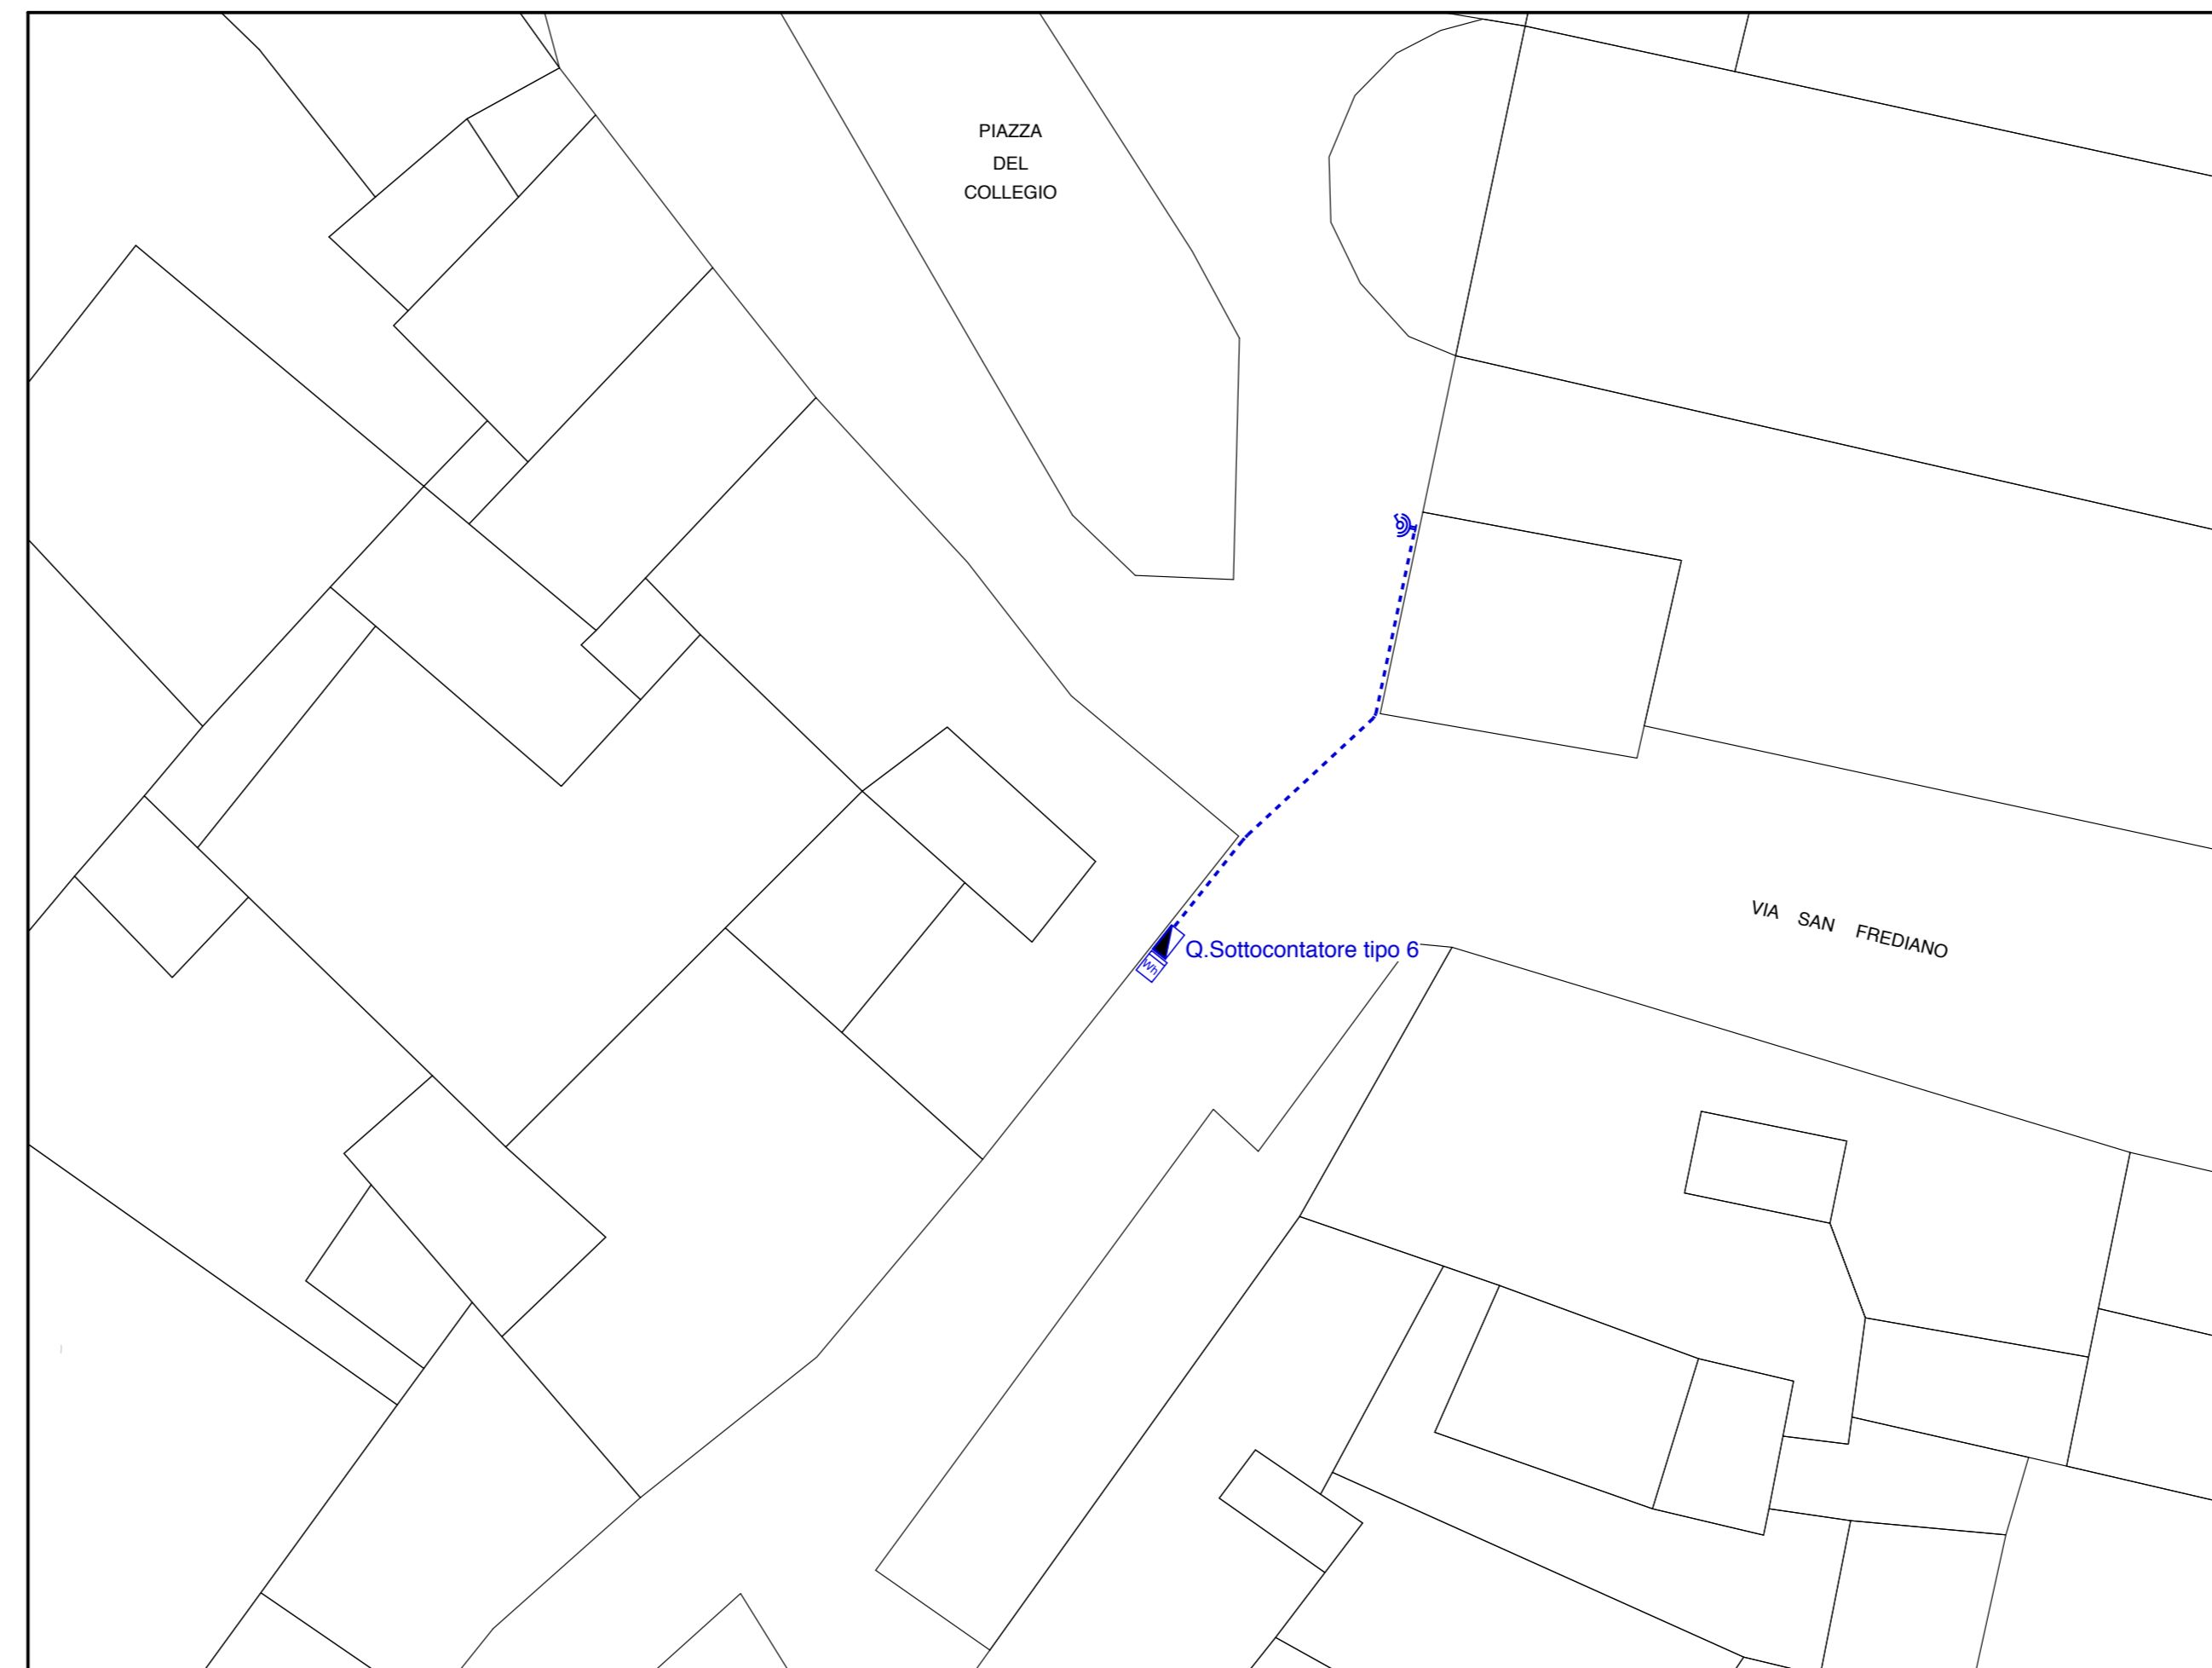 PIAZZA
DEL
COLLEGIO
Q.Sottocontatore tipo 6
Wh
VIA SAN FREDIANO